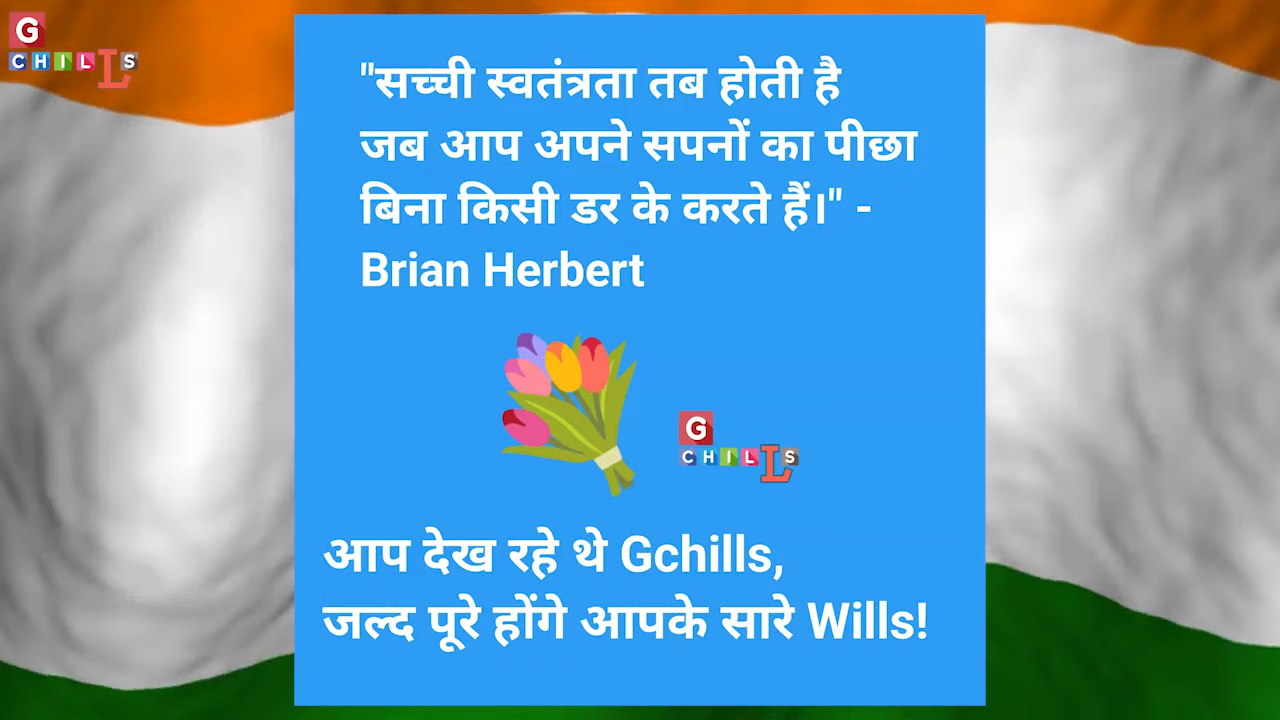 G
CHILLS
"सच्ची स्वतंत्रता तब होती है
जब आप अपने सपनों का पीछा
बिना किसी डर के करते हैं।" -
Brian Herbert
G
CHILLS
आप देख रहे थे Gchills,
जल्द पूरे होंगे आपके सारे Wills!